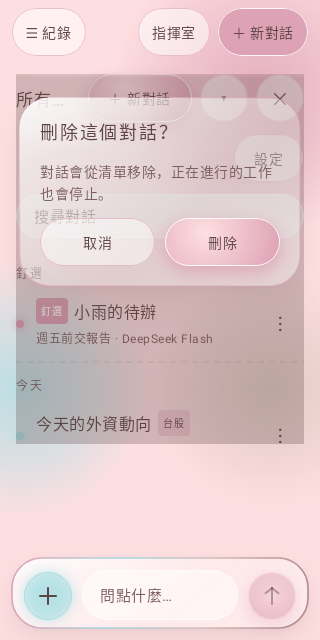 ☰ 紀錄
指揮室
＋ 新對話
所有…
＋ 新對話
▾
刪除這個對話？
設定
對話會從清單移除，正在進行的工作
也會停止。
搜尋對話
取消
刪除
釘選
釘選 小雨的待辦
週五前交報告 · DeepSeek Flash
今天
今天的外資動向 台股
問點什麼…